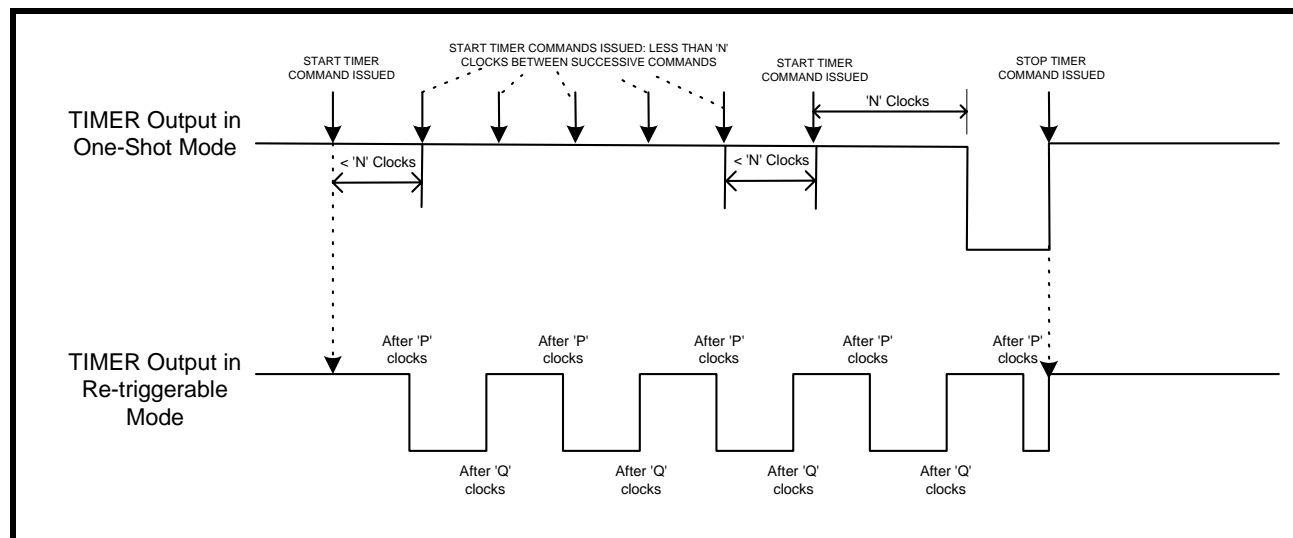 START TIMER
COMMAND ISSUED
START TIMER COMMANDS ISSUED: LESS THAN 'N'
CLOCKS BETWEEN SUCCESSIVE COMMANDS
START TIMER
COMMAND ISSUED
STOP TIMER
COMMAND ISSUED
'N' Clocks
TIMER Output in
One-Shot Mode
< 'N' Clocks
< 'N' Clocks
After 'P'
clocks
After 'P'
clocks
After 'P'
clocks
After 'P'
clocks
After 'P'
clocks
TIMER Output in
Re-triggerable
Mode
After 'Q'
clocks
After 'Q'
clocks
After 'Q'
clocks
After 'Q'
clocks